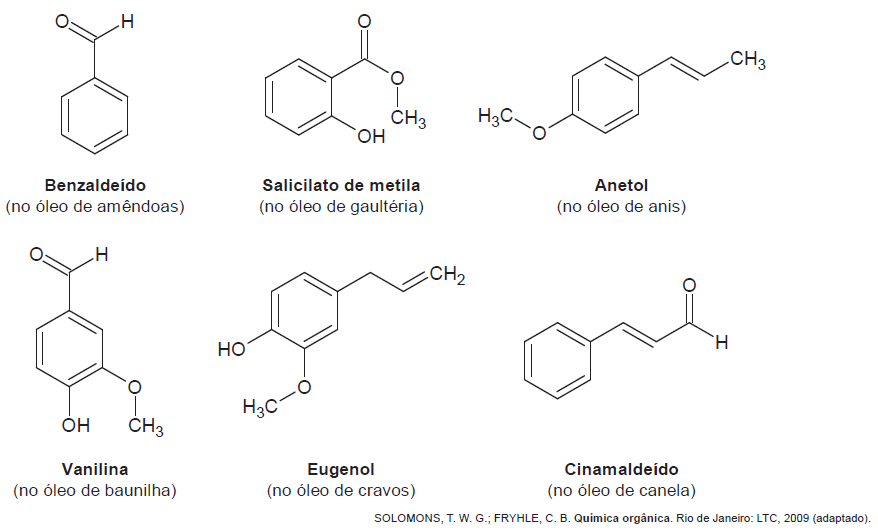 O H
O
O
CH3
OH
CH3
H3C
O
Benzaldeído
(no óleo de amêndoas)
Salicilato de metila
(no óleo de gaultéria)
Anetol
(no óleo de anis)
O H
O
OH CH3
CH2
HO
O
H3C
O
H
Vanilina
(no óleo de baunilha)
Eugenol
(no óleo de cravos)
Cinamaldeído
(no óleo de canela)
SOLOMONS, T. W. G.; FRYHLE, C. B. Química orgânica. Rio de Janeiro: LTC, 2009 (adaptado).